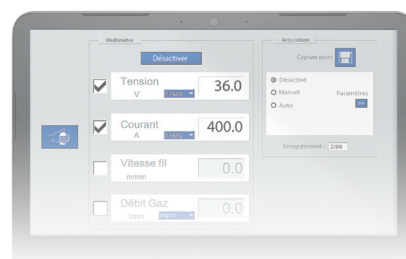 Multimètre
Désactiver
Tension
V
36.0
Courant
A
400.0
Vitesse fil
m/min
0.0
Débit Gaz
l/min
0.0
Acquisition
Capture point
Désactivé
Manuel
Paramètres
Auto
>>
Enregistrement : 2/99